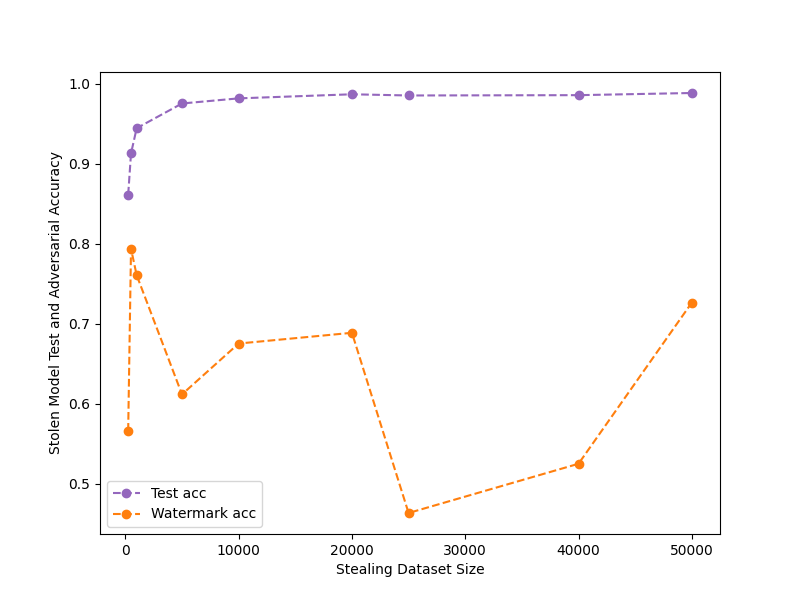 1.0
0.9
0.8
0.7
0.6
0.5
Stolen Model Test and Adversarial Accuracy
Test acc
Watermark acc
0 10000 20000 30000 40000 50000
Stealing Dataset Size